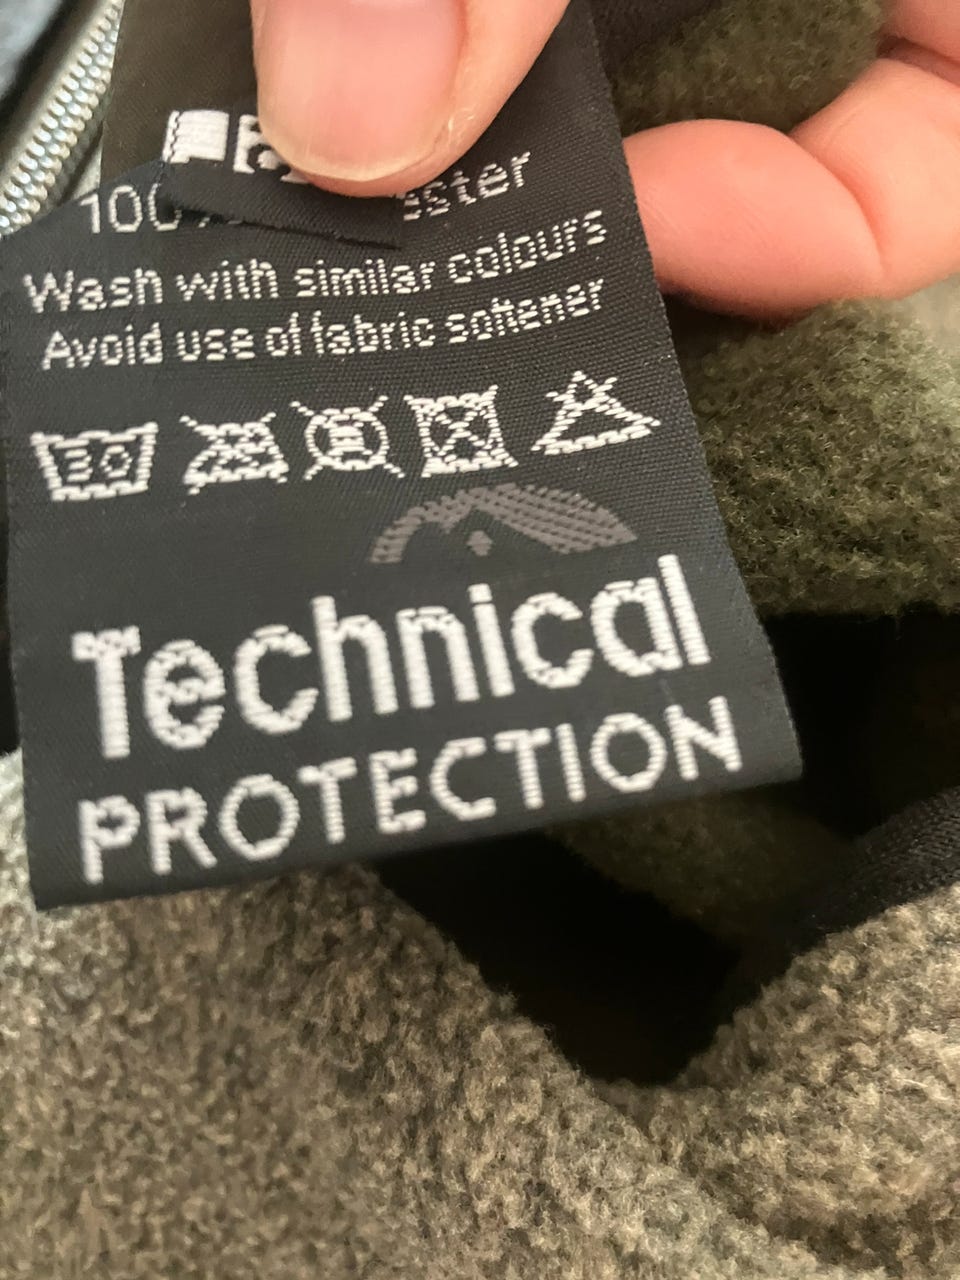 Wash with similar colours
Avoid use of fabric softener
30
Technical
PROTECTION